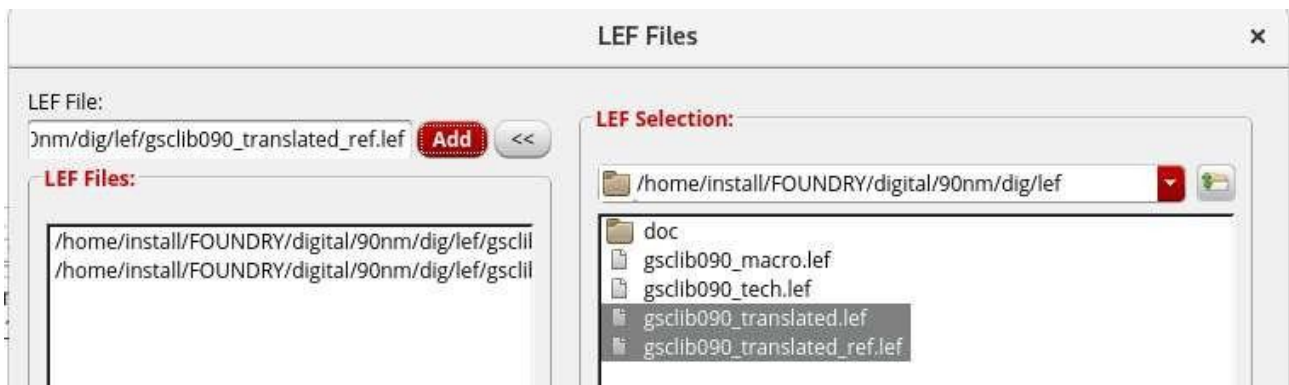 LEF Files
LEF File:
nm/dig/lef/gsclib090_translated_ref.lef Add <<
LEF Files:
/home/install/FOUNDRY/digital/90nm/dig/lef/gscli
/home/install/FOUNDRY/digital/90nm/dig/lef/gscli
LEF Selection:
/home/install/FOUNDRY/digital/90nm/dig/lef
doc
gsclib090_macro.lef
gsclib090_tech.lef
gsclib090_translated.lef
gsclib090_translated_ref.lef